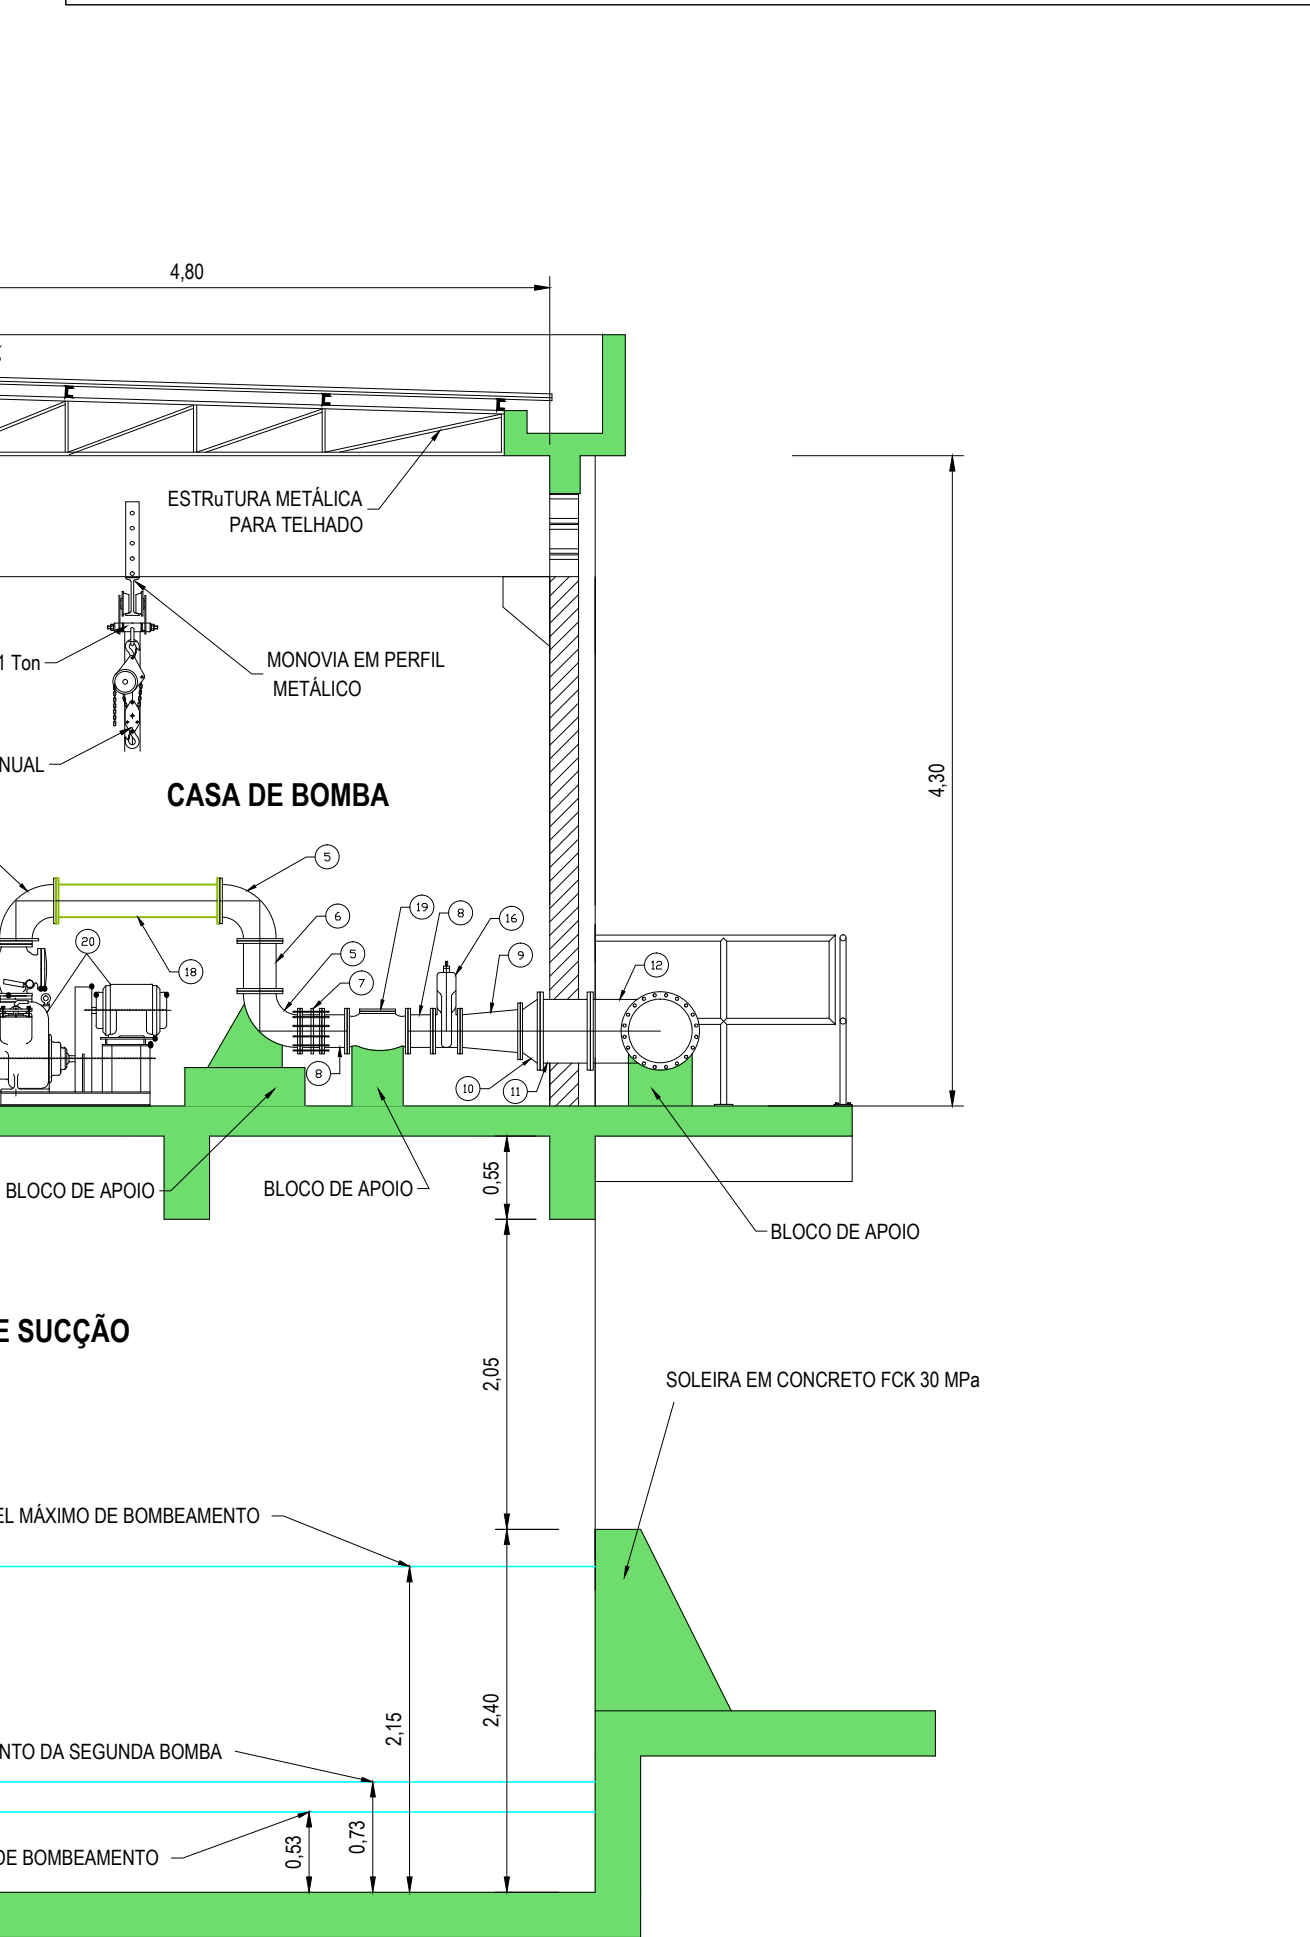 4,80
ESTRuTURA METÁLICA
PARA TELHADO
1 Ton
MONOVIA EM PERFIL
METÁLICO
NUAL
CASA DE BOMBA
4,30
5
6
5
7
19
8
16
9
12
20
18
8
10
11
0,55
BLOCO DE APOIO
BLOCO DE APOIO
BLOCO DE APOIO
E SUCÇÃO
2,05
SOLEIRA EM CONCRETO FCK 30 MPa
EL MÁXIMO DE BOMBEAMENTO
2,15
2,40
NTO DA SEGUNDA BOMBA
0,53
0,73
DE BOMBEAMENTO